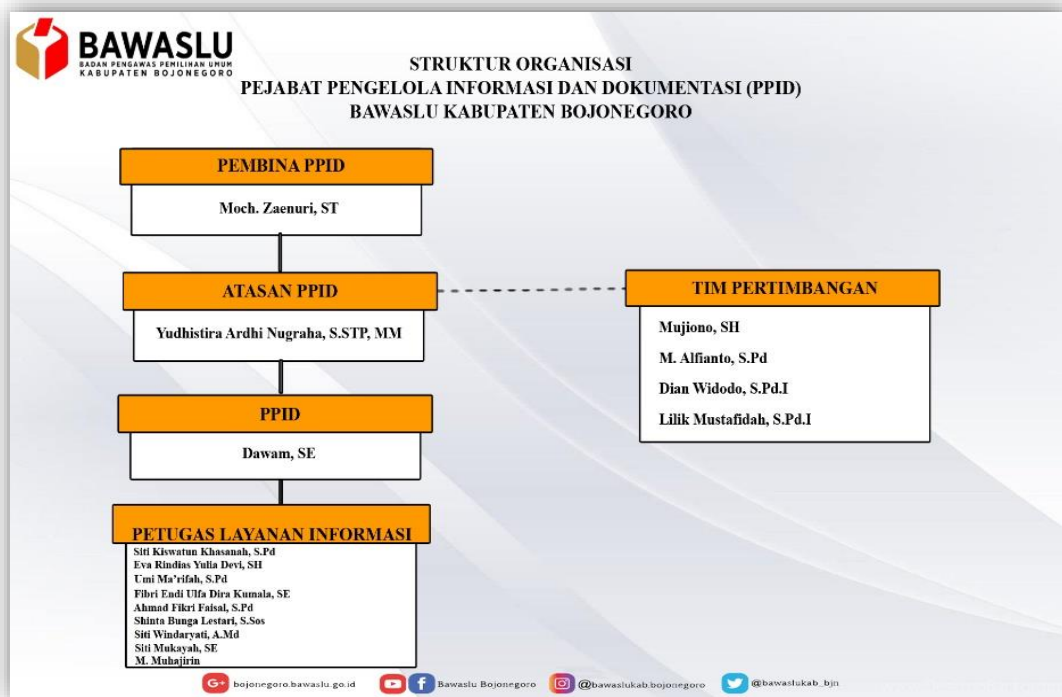 BAWASLU
BADAN PENGAWAS PEMILIHAN UMUM
KABUPATEN BOJONEGORO
STRUKTUR ORGANISASI
PEJABAT PENGELOLA INFORMASI DAN DOKUMENTASI (PPID)
BAWASLU KABUPATEN BOJONEGORO
PEMBINA PPID
Moch. Zaenuri, ST
ATASAN PPID
Yudhistira Ardhi Nugraha, S.STP, MM
TIM PERTIMBANGAN
Mujiono, SH
M. Alfianto, S.Pd
Dian Widodo, S.Pd.I
Lilik Mustafidah, S.Pd.I
PPID
Dawam, SE
PETUGAS LAYANAN INFORMASI
Siti Kiswatun Khasanah, S.Pd
Eva Rindias Yulia Devi, SH
Umi Ma'rifah, S.Pd
Fibri Endi Ulfa Dira Kumala, SE
Ahmad Fikri Faisal, S.Pd
Shinta Bunga Lestari, S.Sos
Siti Windaryati, A.Md
Siti Mukayah, SE
M. Muhajirin
G+ bojonegoro.bawaslu.go.id f Bawaslu Bojonegoro @bawaslukab.bojonegoro @bawaslukab_bjn